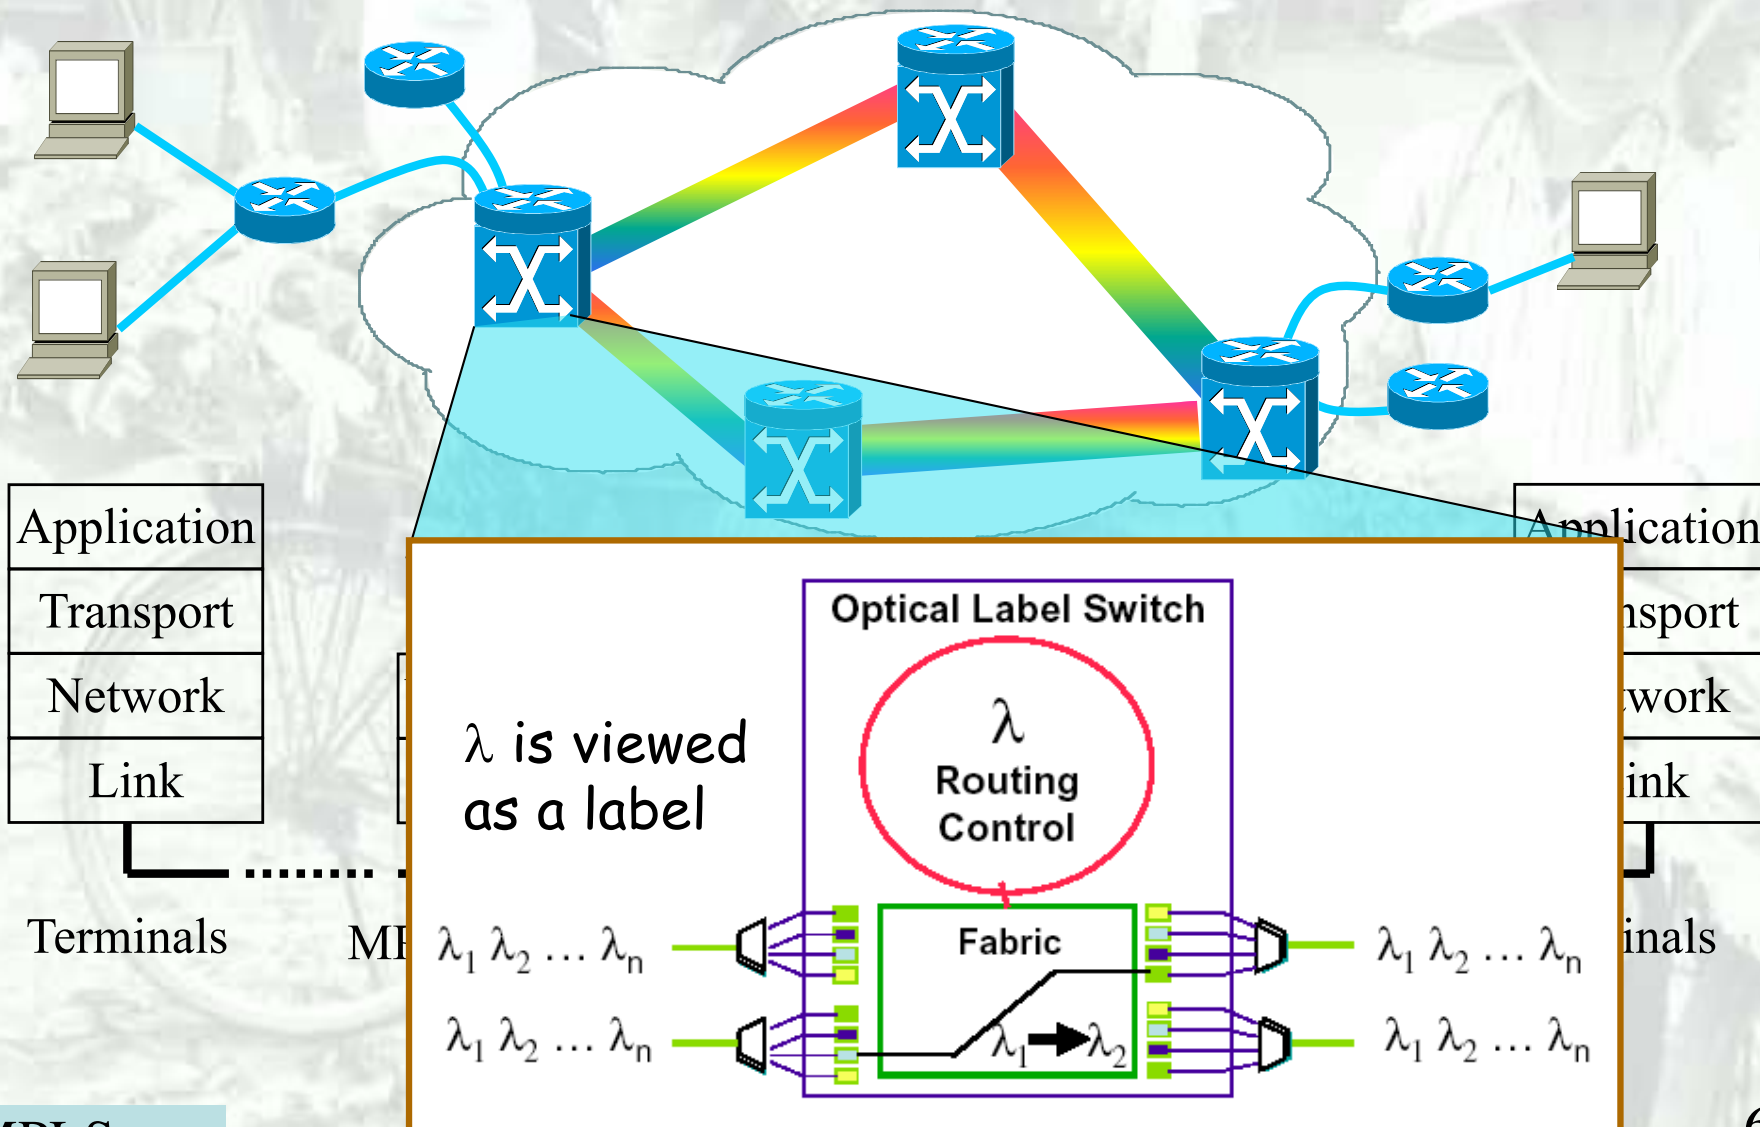 Application
Transport
Network
Link
Terminals
Application
Optical Label Switch
λ
Routing
Control
λ is viewed
as a label
Fabric
λ1 λ2 … λn
λ1 λ2 … λn
λ1 λ2
λ1 λ2 … λn
λ1 λ2 … λn